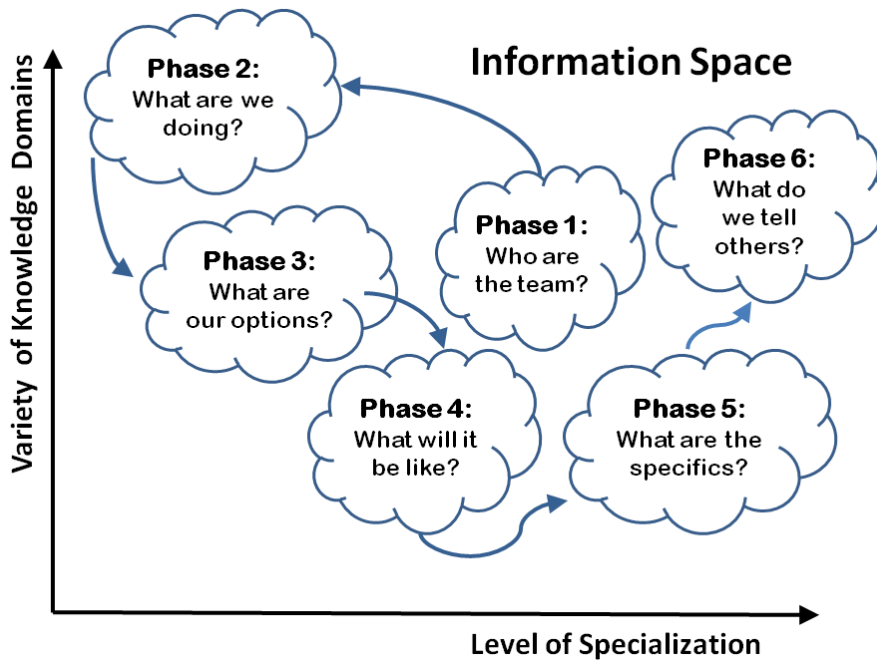 Information Space
Variety of Knowledge Domains
Phase 2:
What are we
doing?
Phase 1:
Who are
the team?
Phase 6:
What do
we tell
others?
Phase 3:
What are
our options?
Phase 4:
What will it
be like?
Phase 5:
What are the
specifics?
Level of Specialization